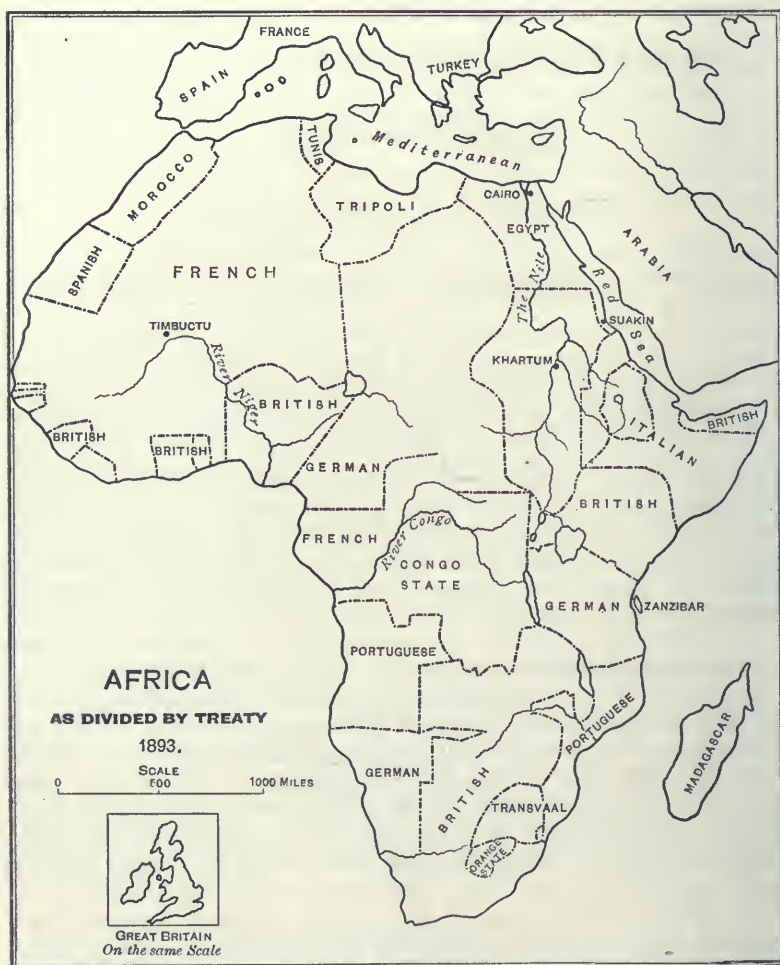 FRANCE
SPAIN
TURKEY
Mediterranean
TUNIS
MOROCCO
TRIPOLI
CAIRO
EGYPT
ARABIA
SPANISH
FRENCH
The Nile
Red Sea
SUAKIN
TIMBUCTU
River Niger
KHARTUM
BRITISH
BRITISH
ITALIAN
BRITISH
BRITISH
GERMAN
BRITISH
FRENCH
River Congo
CONGO
STATE
GERMAN
ZANZIBAR
PORTUGUESE
PORTUGUESE
MADAGASCAR
GERMAN
BRITISH
TRANSVAAL
ORANGE
STATE
AFRICA
AS DIVIDED BY TREATY
1893.
SCALE
0 500 1000 MILES
GREAT BRITAIN
On the same Scale